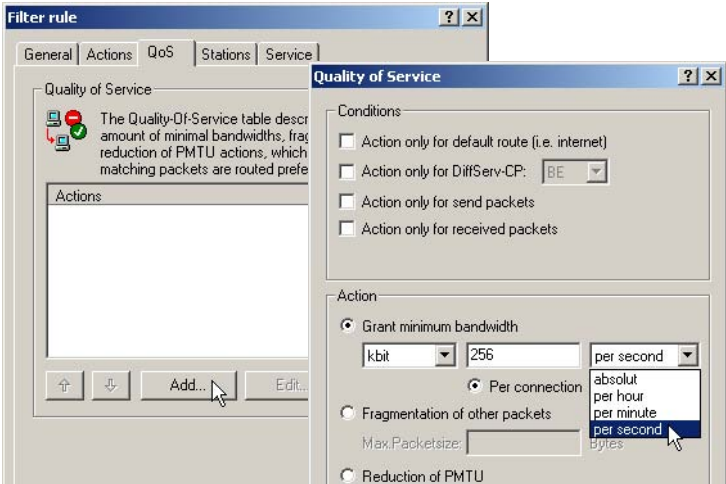 Filter rule
General Actions QoS Stations Service
Quality of Service
The Quality-Of-Service table descr
amount of minimal bandwidths, frag
reduction of PMTU actions, which
matching packets are routed prefe
Actions
Add... Edit...
Quality of Service
Conditions
Action only for default route (i.e. internet)
Action only for DiffServ-CP: BE
Action only for send packets
Action only for received packets
Action
Grant minimum bandwidth
kbit 256 per second
Per connection
absolut
per hour
per minute
per second
Fragmentation of other packets
Max.Packetsize: Bytes
Reduction of PMTU